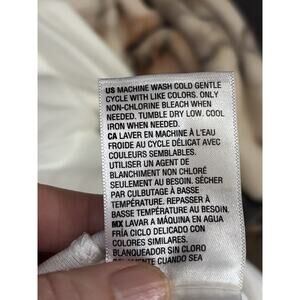 US MACHINE WASH COLD GENTLE
CYCLE WITH LIKE COLORS. ONLY
NON-CHLORINE BLEACH WHEN
NEEDED. TUMBLE DRY LOW. COOL
IRON WHEN NEEDED.
CA LAVER EN MACHINE À L'EAU
FROIDE AU CYCLE DÉLICAT AVEC
COULEURS SEMBLABLES.
UTILISER UN AGENT DE
BLANCHIMENT NON CHLORÉ
SEULEMENT AU BESOIN. SÉCHER
PAR CULBUTAGE À BASSE
TEMPÉRATURE. REPASSER À
BASSE TEMPÉRATURE AU BESOIN.
MX LAVAR A MÁQUINA EN AGUA
FRÍA CICLO DELICADO CON
COLORES SIMILARES.
BLANQUEADOR SIN CLORO
SOLAMENTE CUANDO SEA